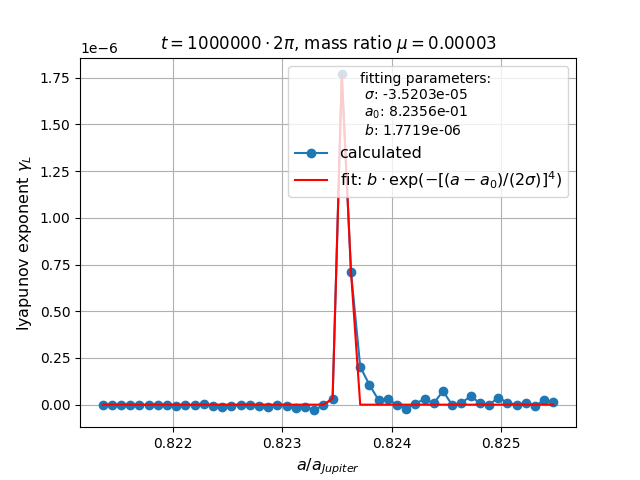 t = 1000000 · 2π, mass ratio μ = 0.00003
1e−6
fitting parameters:
σ: -3.5203e-05
a₀: 8.2356e-01
b: 1.7719e-06
calculated
fit: b · exp(−[(a − a₀)/(2σ)]⁴)
1.75
1.50
1.25
1.00
0.75
0.50
0.25
0.00
lyapunov exponent γ_L
0.822
0.823
0.824
0.825
a/a_Jupiter